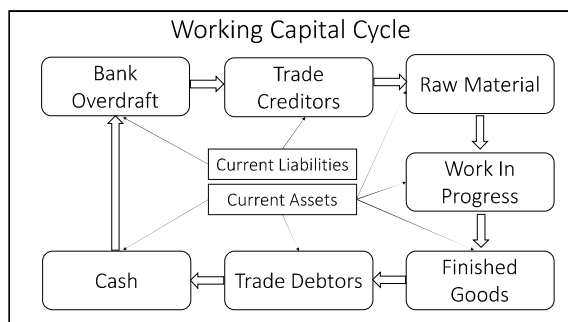 Working Capital Cycle
Bank
Overdraft
Trade
Creditors
Raw Material
Current Liabilities
Current Assets
Work In
Progress
Cash
Trade Debtors
Finished
Goods